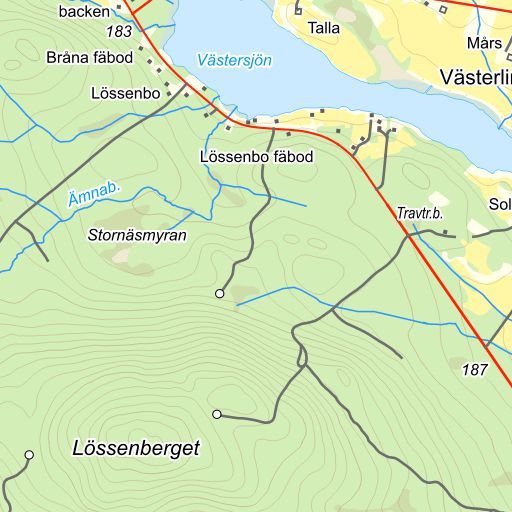 backen
183
Talla
Mårs
Bråna fäbod
Västersjön
Västerlin
Lössenbo
Lössenbo fäbod
Ämnab.
Sol
Travtr.b.
Stornäsmyran
187
Lössenberget